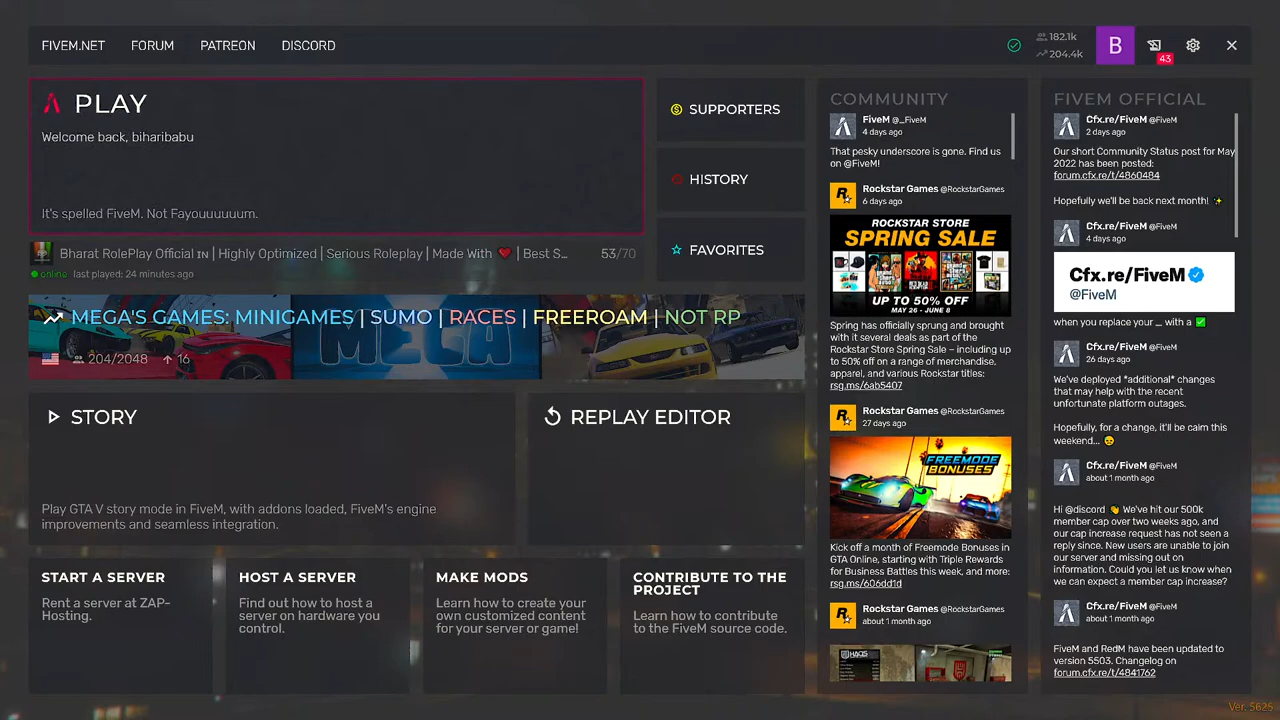 FIVEM.NET FORUM PATREON DISCORD
182.1k
204.4k
B
43
PLAY
Welcome back, biharibabu
It's spelled FiveM. Not Fayouuuuuum.
Bharat RolePlay Official IN | Highly Optimized | Serious Roleplay | Made With ❤️ | Best S... 53/70
online last played: 24 minutes ago
SUPPORTERS
HISTORY
FAVORITES
MEGA'S GAMES: MINIGAMES | SUMO | RACES | FREEROAM | NOT RP
MEGA
204/2048 16
STORY
Play GTA V story mode in FiveM, with addons loaded, FiveM's engine
improvements and seamless integration.
REPLAY EDITOR
START A SERVER
Rent a server at ZAP-
Hosting.
HOST A SERVER
Find out how to host a
server on hardware you
control.
MAKE MODS
Learn how to create your
own customized content
for your server or game!
CONTRIBUTE TO THE
PROJECT
Learn how to contribute
to the FiveM source code.
COMMUNITY
FiveM @_FiveM
4 days ago
That pesky underscore is gone. Find us
on @FiveM!
Rockstar Games @RockstarGames
6 days ago
ROCKSTAR STORE
SPRING SALE
UP TO 50% OFF
MAY 26 - JUNE 8
Spring has officially sprung and brought
with it several deals as part of the
Rockstar Store Spring Sale – including up
to 50% off on a range of merchandise,
apparel, and various Rockstar titles:
rsg.ms/6ab5407
Rockstar Games @RockstarGames
27 days ago
FREEMODE
BONUSES
Kick off a month of Freemode Bonuses in
GTA Online, starting with Triple Rewards
for Business Battles this week, and more:
rsg.ms/606dd1d
Rockstar Games @RockstarGames
about 1 month ago
FIVEM OFFICIAL
Cfx.re/FiveM @FiveM
2 days ago
Our short Community Status post for May
2022 has been posted:
forum.cfx.re/t/4860484
Hopefully we'll be back next month! ✨
Cfx.re/FiveM @FiveM
4 days ago
Cfx.re/FiveM
@FiveM
when you replace your _ with a ✅
Cfx.re/FiveM @FiveM
26 days ago
We've deployed *additional* changes
that may help with the recent
unfortunate platform outages.
Hopefully, for a change, it'll be calm this
weekend... 😔
Cfx.re/FiveM @FiveM
about 1 month ago
Hi @discord 👋 We've hit our 500k
member cap over two weeks ago, and
our cap increase request has not seen a
reply since. New users are unable to join
our server and missing out on
information. Could you let us know when
we can expect a member cap increase?
Cfx.re/FiveM @FiveM
about 1 month ago
FiveM and RedM have been updated to
version 5503. Changelog on
forum.cfx.re/t/4841762
Ver. 5625